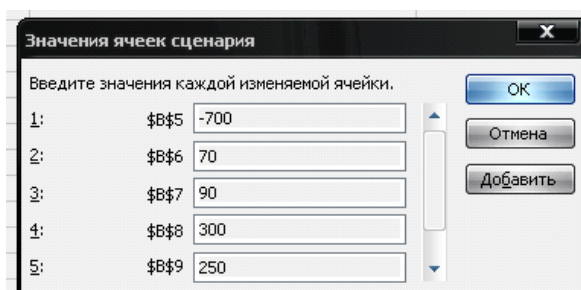 Значения ячеек сценария
x
Введите значения каждой изменяемой ячейки.
1: $B$5 -700
2: $B$6 70
3: $B$7 90
4: $B$8 300
5: $B$9 250
OK
Отмена
Добавить